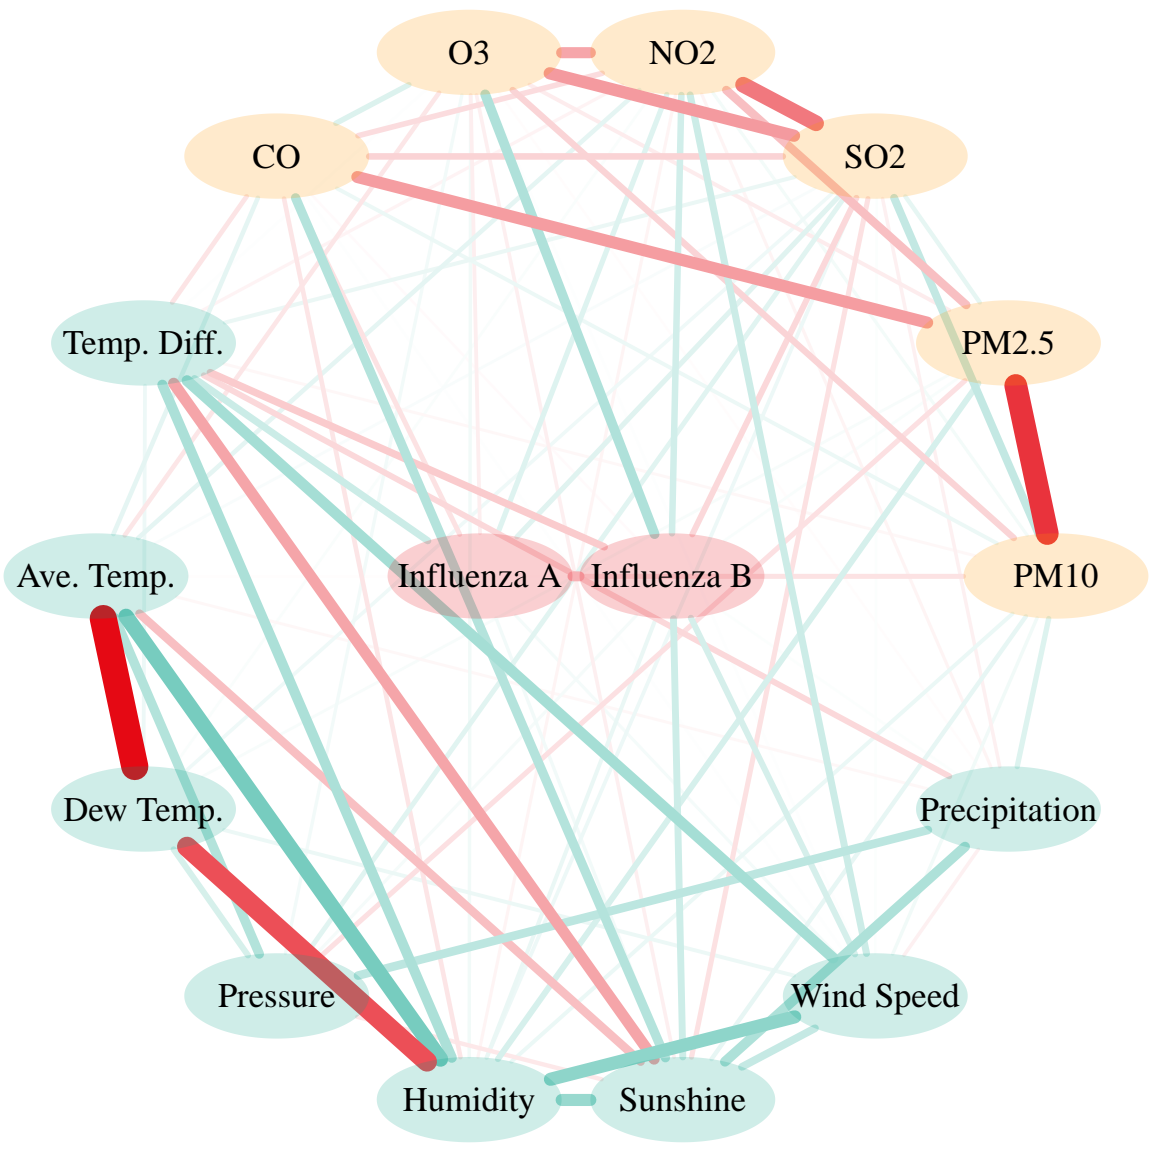 O3
NO2
CO
SO2
Temp. Diff.
PM2.5
Ave. Temp.
Influenza A
Influenza B
PM10
Dew Temp.
Precipitation
Pressure
Wind Speed
Humidity
Sunshine